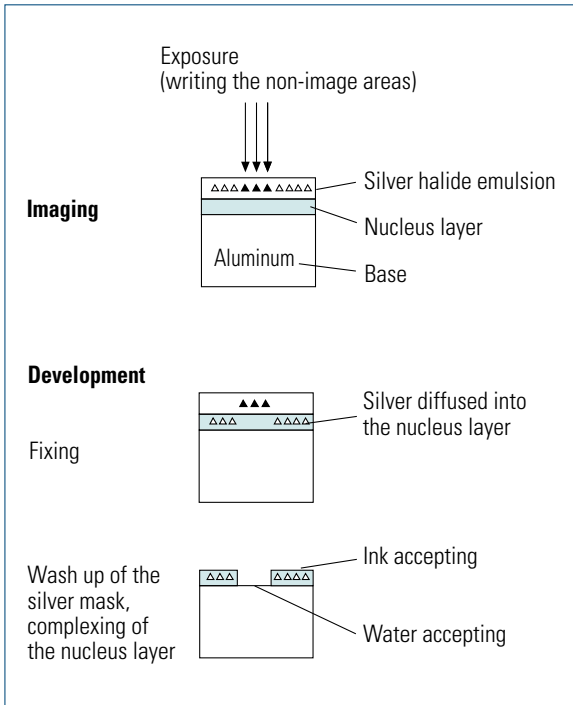 Exposure
(writing the non-image areas)
Imaging
Silver halide emulsion
Nucleus layer
Aluminum
Base
Development
Fixing
Silver diffused into
the nucleus layer
Wash up of the
silver mask,
complexing of
the nucleus layer
Ink accepting
Water accepting